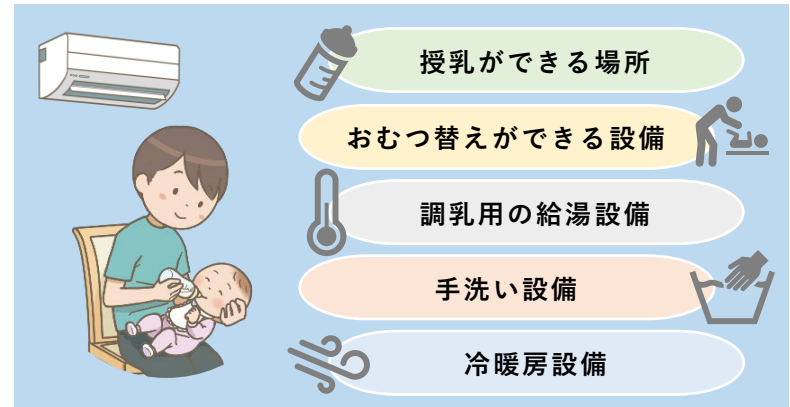 授乳ができる場所
おむつ替えができる設備
調乳用の給湯設備
手洗い設備
冷暖房設備